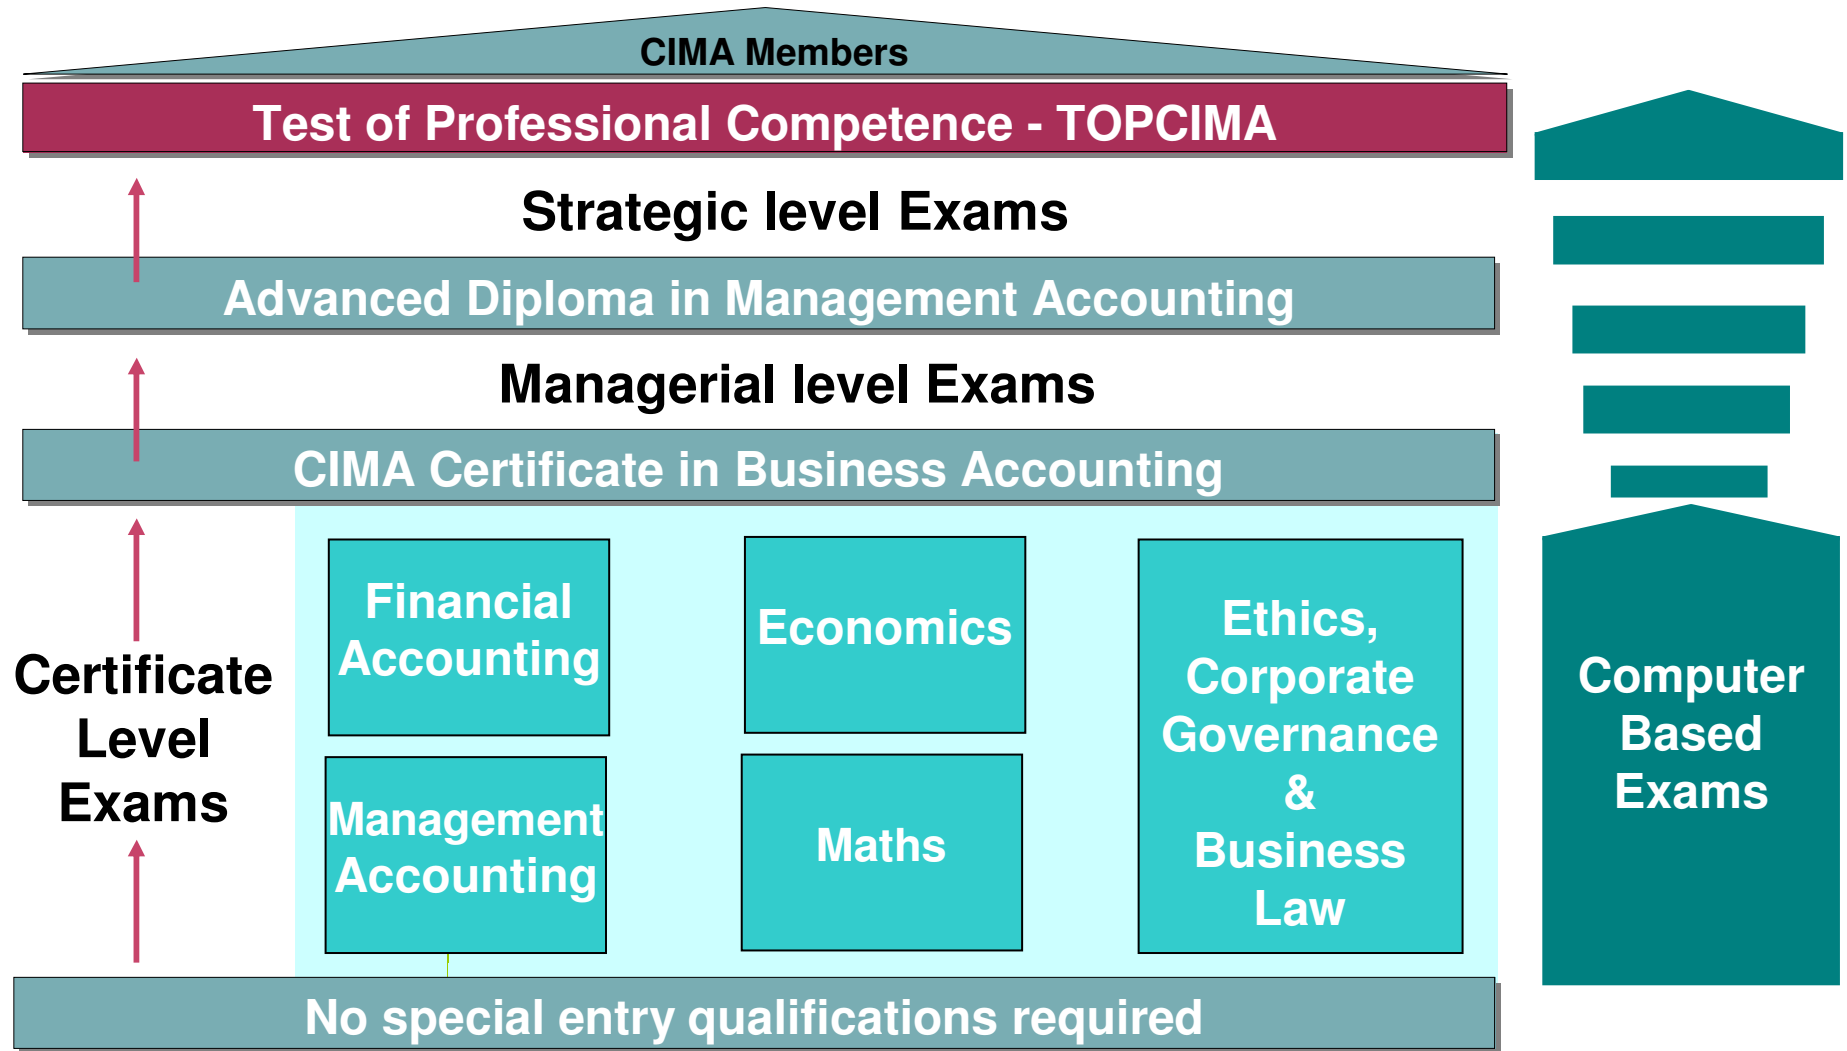 CIMA Members
Test of Professional Competence - TOPCIMA
Strategic level Exams
Advanced Diploma in Management Accounting
Managerial level Exams
CIMA Certificate in Business Accounting
Certificate
Level
Exams
Financial
Accounting
Management
Accounting
Economics
Maths
Ethics,
Corporate
Governance
&
Business
Law
Computer
Based
Exams
No special entry qualifications required